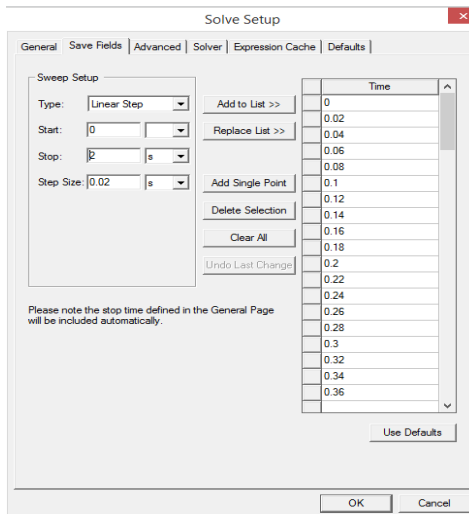 Solve Setup
General Save Fields Advanced Solver Expression Cache Defaults
Sweep Setup
Type: Linear Step
Start: 0
Stop: 2 s
Step Size: 0.02 s
Add to List >>
Replace List >>
Add Single Point
Delete Selection
Clear All
Undo Last Change
Please note the stop time defined in the General Page
will be included automatically.
Time
0
0.02
0.04
0.06
0.08
0.1
0.12
0.14
0.16
0.18
0.2
0.22
0.24
0.26
0.28
0.3
0.32
0.34
0.36
Use Defaults
OK Cancel